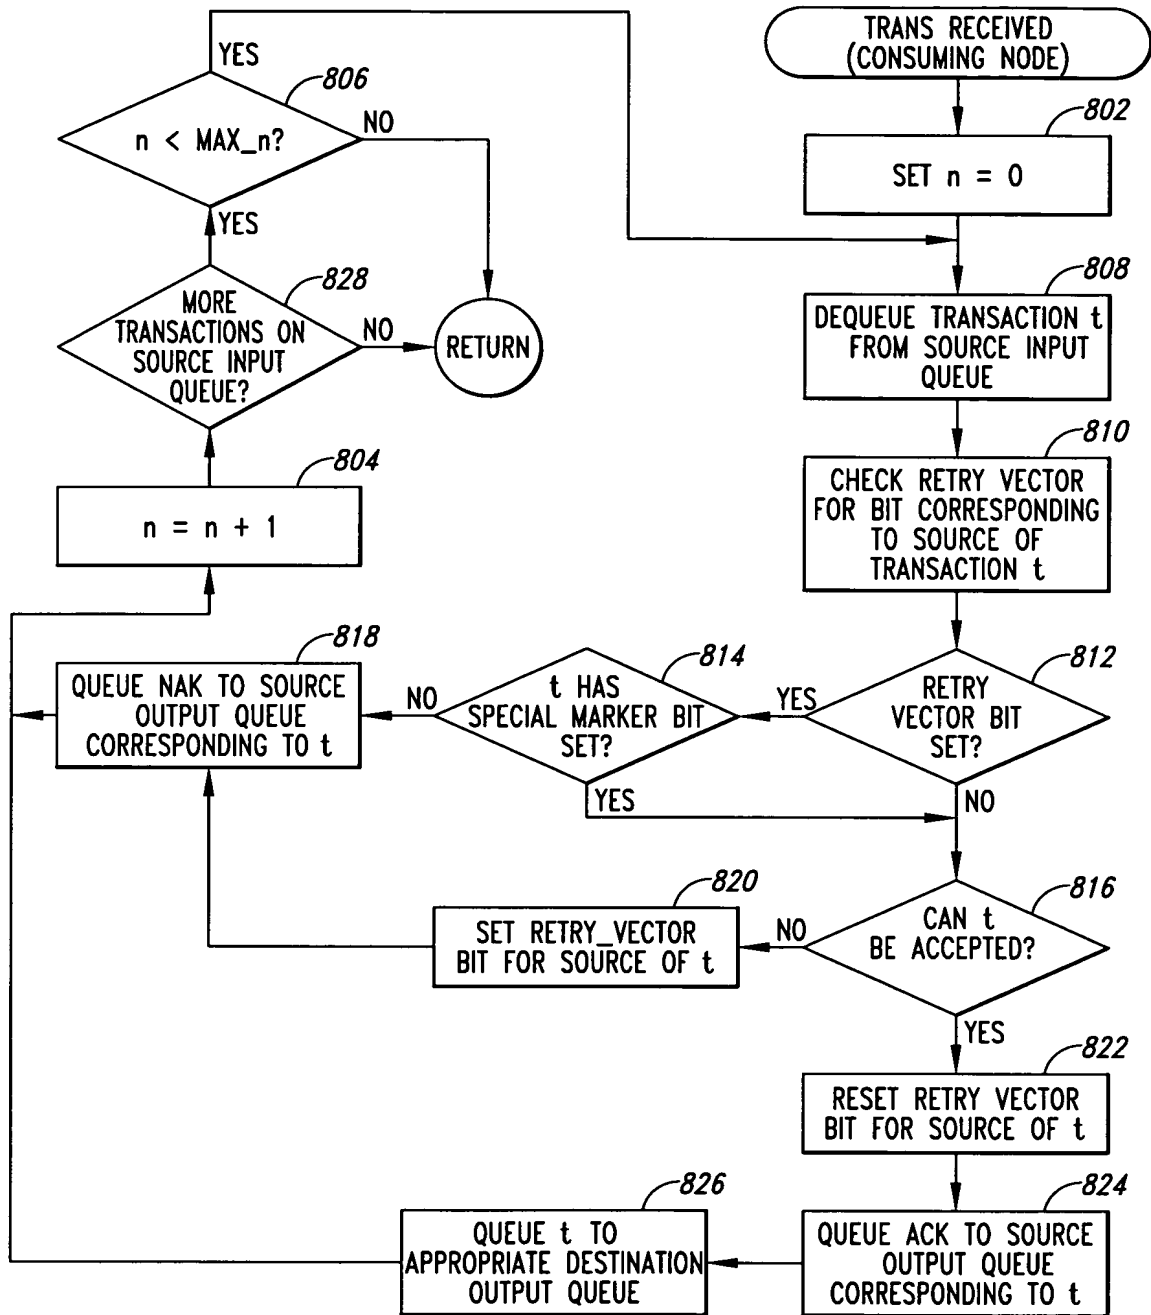 TRANS RECEIVED
(CONSUMING NODE)
802
SET n = 0
808
DEQUEUE TRANSACTION t
FROM SOURCE INPUT
QUEUE
810
CHECK RETRY VECTOR
FOR BIT CORRESPONDING
TO SOURCE OF
TRANSACTION t
812
RETRY
VECTOR BIT
SET?
YES
NO
814
t HAS
SPECIAL MARKER BIT
SET?
NO
YES
818
QUEUE NAK TO SOURCE
OUTPUT QUEUE
CORRESPONDING TO t
816
CAN t
BE ACCEPTED?
NO
YES
820
SET RETRY_VECTOR
BIT FOR SOURCE OF t
822
RESET RETRY VECTOR
BIT FOR SOURCE OF t
824
QUEUE ACK TO SOURCE
OUTPUT QUEUE
CORRESPONDING TO t
826
QUEUE t TO
APPROPRIATE DESTINATION
OUTPUT QUEUE
804
n = n + 1
828
MORE
TRANSACTIONS ON
SOURCE INPUT
QUEUE?
NO
YES
RETURN
806
n < MAX_n?
NO
YES